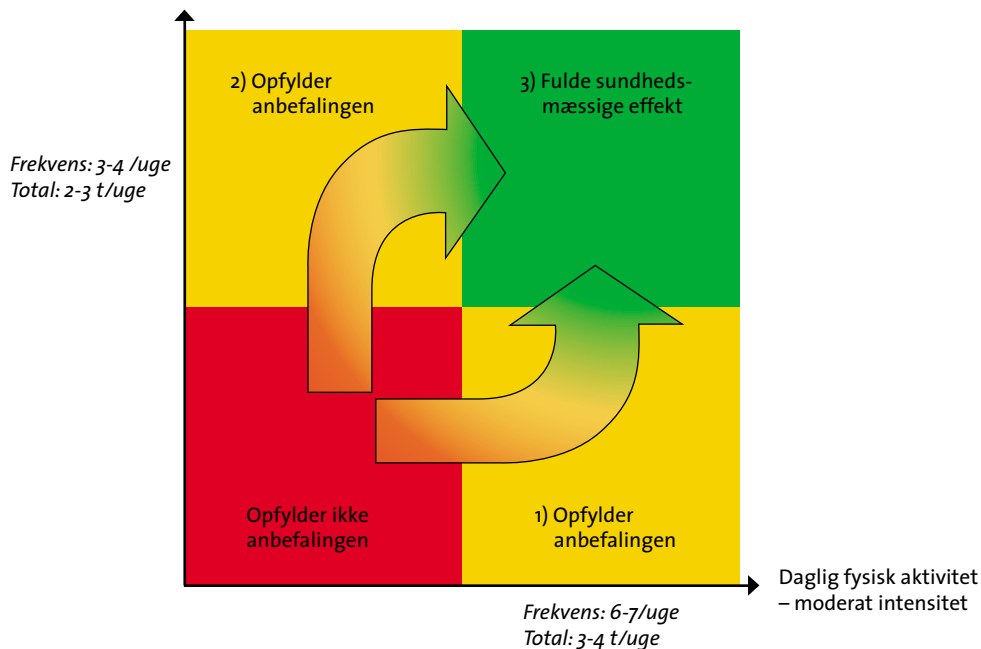 2) Opfylder
anbefalingen
3) Fulde sundheds-
mæssige effekt
Frekvens: 3-4 /uge
Total: 2-3 t/uge
Opfylder ikke
anbefalingen
1) Opfylder
anbefalingen
Daglig fysisk aktivitet
– moderat intensitet
Frekvens: 6-7/uge
Total: 3-4 t/uge